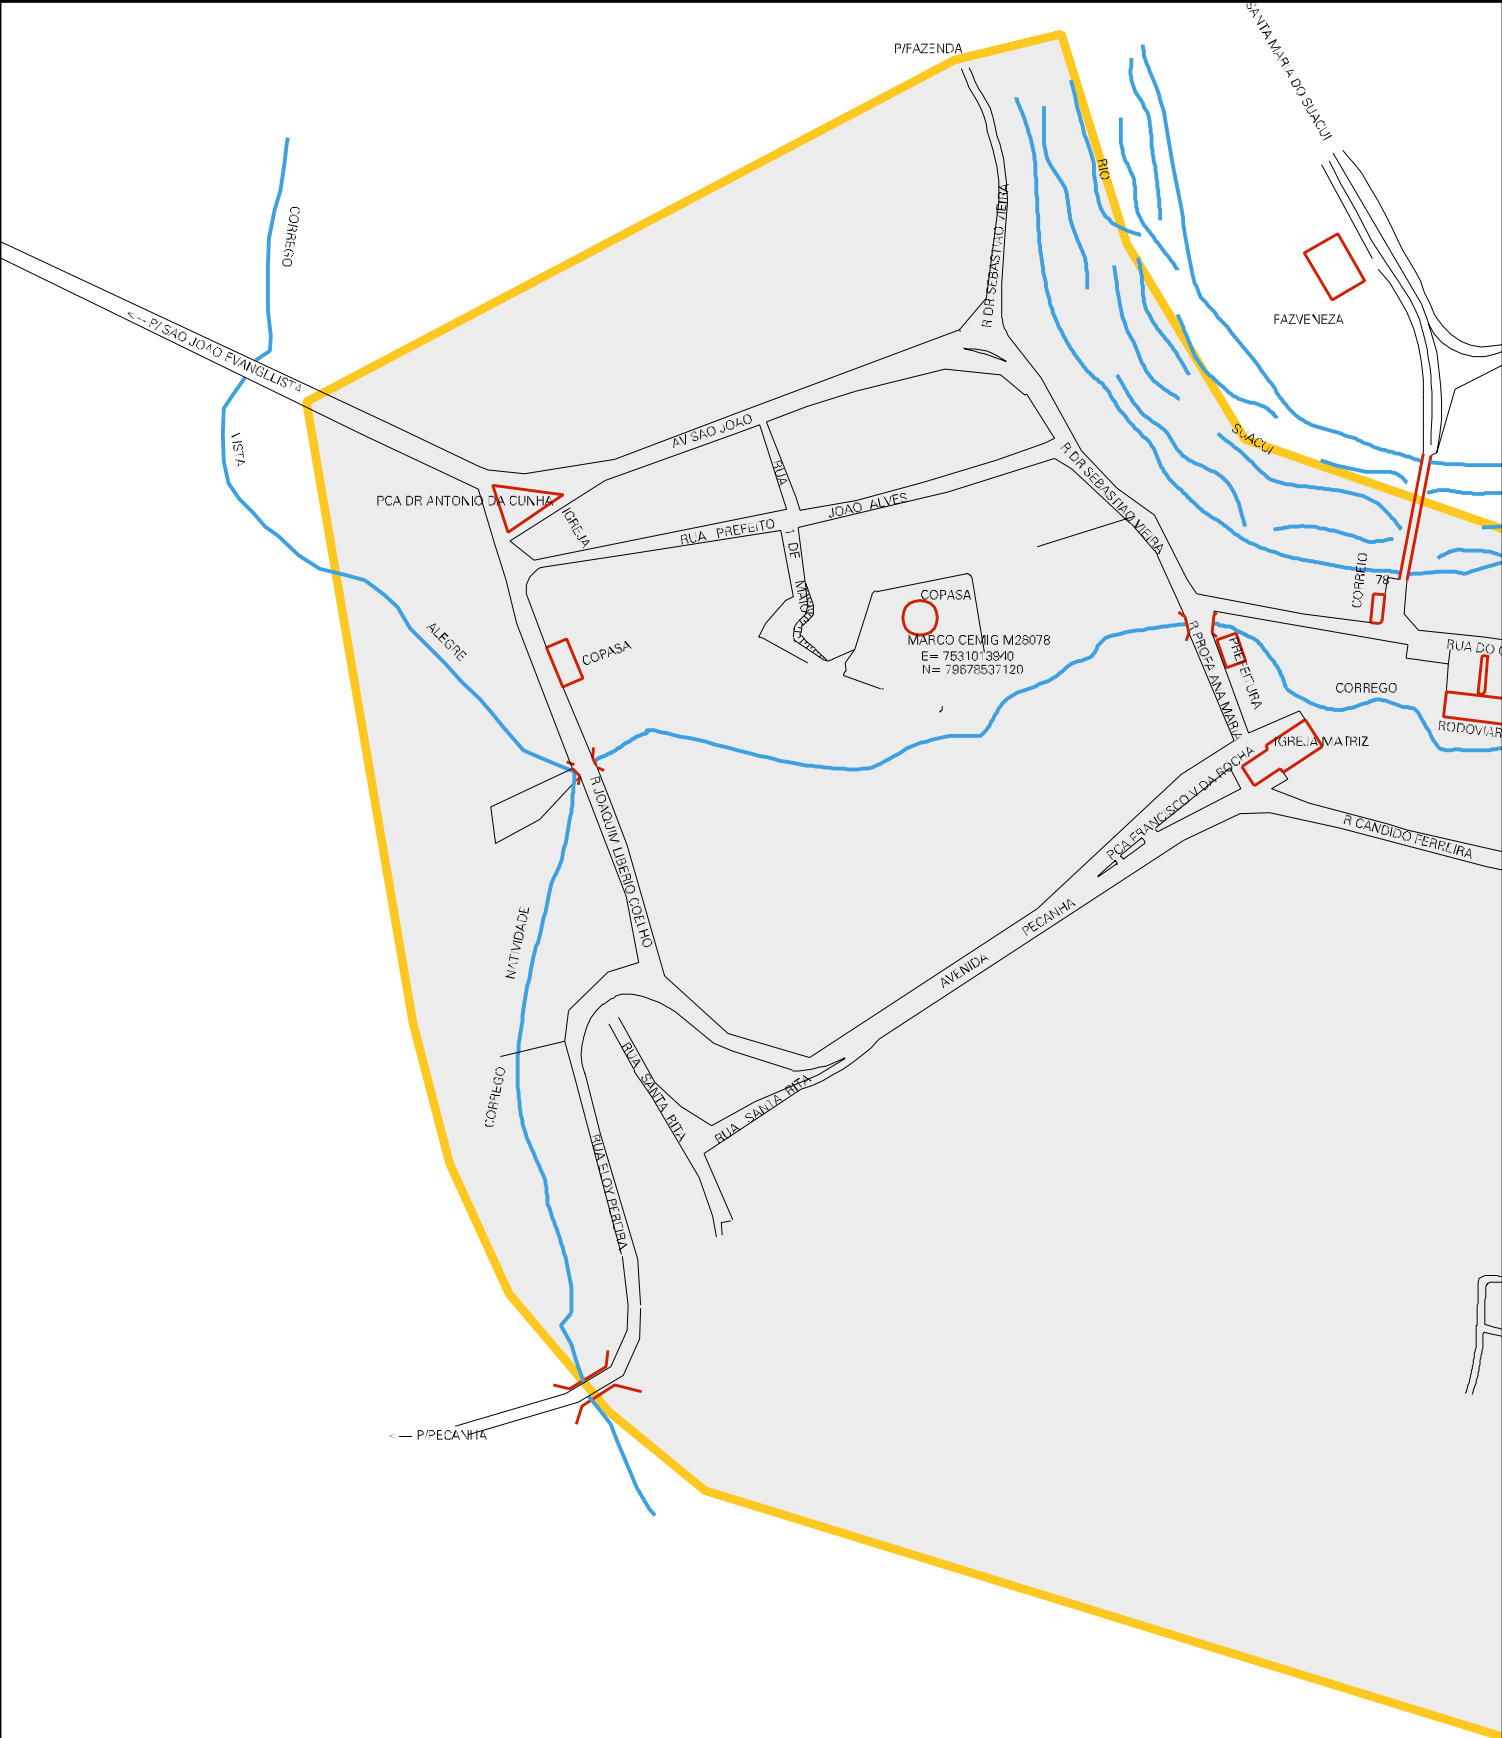 P/FAZENDA
SANTA MARIA DO SUACUI
RIO
CORREGO
R DR SEBASTIAO VIEIRA
<-- P/ SAO JOAO EVANGLLISTA
FAZVENEZA
VISTA
AV SAO JOAO
SUACUI
RUA
R DR SEBASTIAO VIEIRA
PCA DR ANTONIO DA CUNHA
IGREJA
JOAO ALVES
RUA PREFEITO
1 DE
MAIO
CORREIO
78
COPASA
ALEGRE
COPASA
MARCO CEMIG M28078
E= 7531013940
N= 79678537120
R PROFA ANA MARIA
PREFEITURA
RUA DO
CORREGO
RODOVIAR
IGREJA MATRIZ
R JOAQUIM LIBERIO COELHO
PCA FRANCISCO V DA ROCHA
R CANDIDO FERREIRA
NATIVIDADE
PECANHA
AVENIDA
CORREGO
RUA SANTA RITA
RUA SANTA RITA
RUA ELOY PEREIRA
< — P/PECANHA